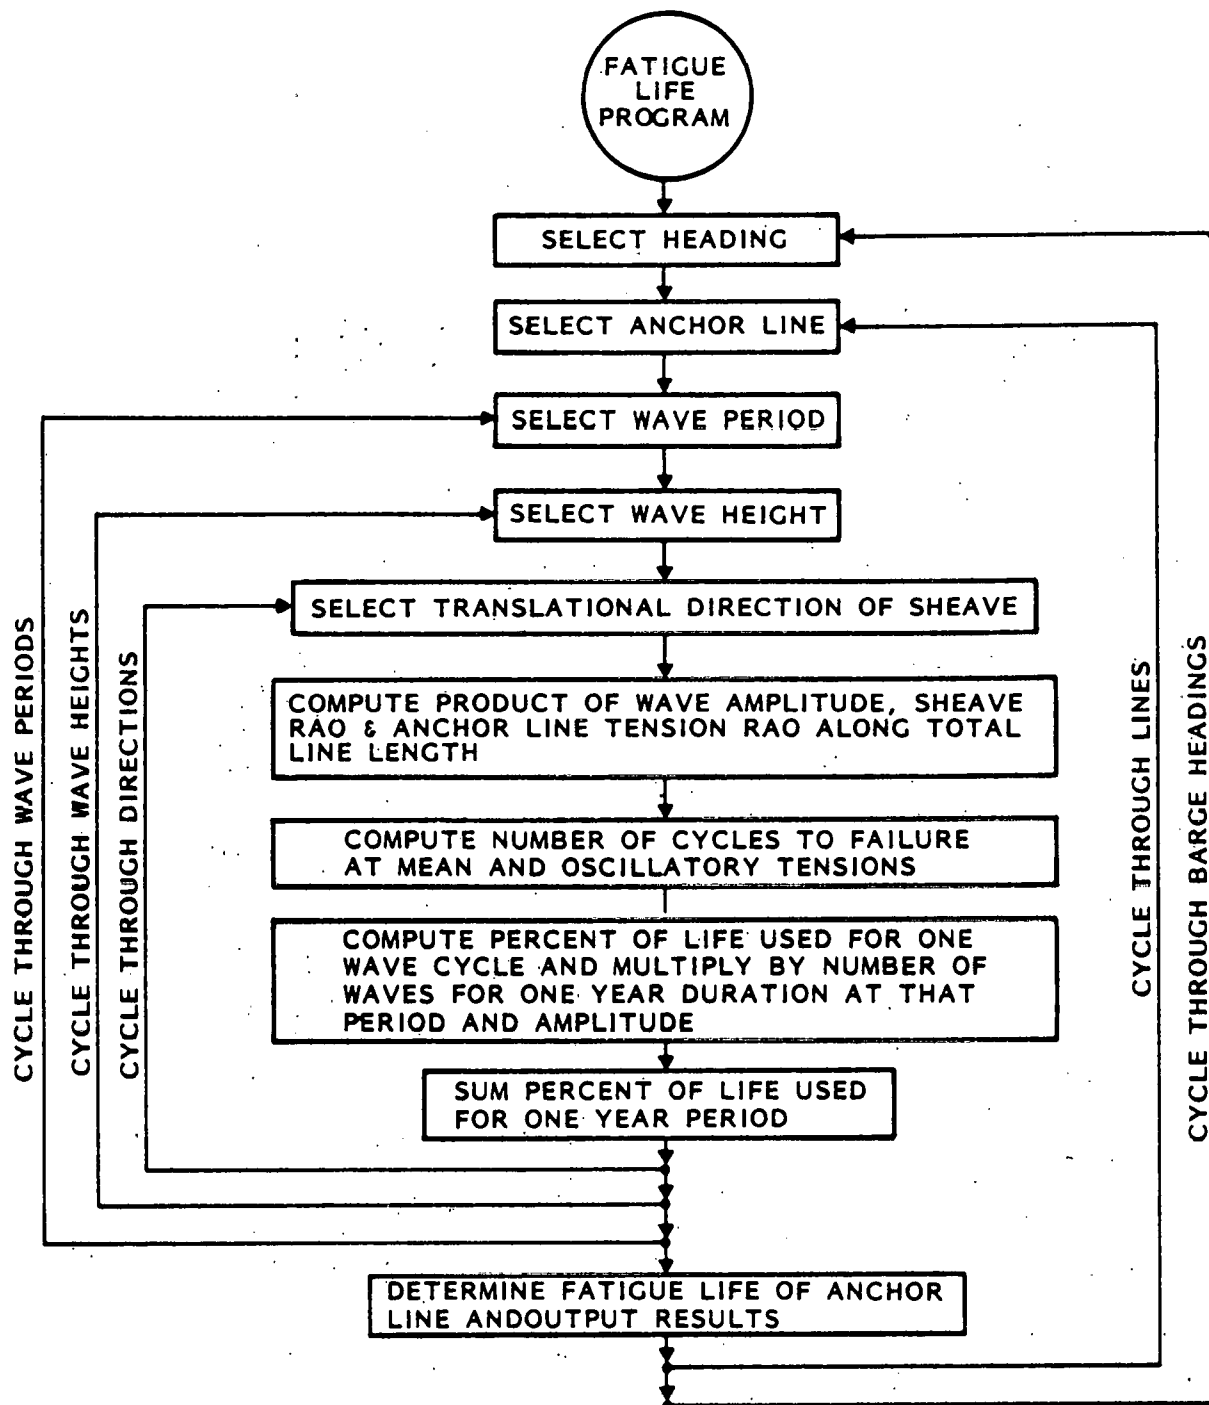 FATIGUE
LIFE
PROGRAM
SELECT HEADING
SELECT ANCHOR LINE
SELECT WAVE PERIOD
SELECT WAVE HEIGHT
SELECT TRANSLATIONAL DIRECTION OF SHEAVE
COMPUTE PRODUCT OF WAVE AMPLITUDE, SHEAVE
RAO & ANCHOR LINE TENSION RAO ALONG TOTAL
LINE LENGTH
COMPUTE NUMBER OF CYCLES TO FAILURE
AT MEAN AND OSCILLATORY TENSIONS
COMPUTE PERCENT OF LIFE USED FOR ONE
WAVE CYCLE AND MULTIPLY BY NUMBER OF
WAVES FOR ONE YEAR DURATION AT THAT
PERIOD AND AMPLITUDE
SUM PERCENT OF LIFE USED
FOR ONE YEAR PERIOD
DETERMINE FATIGUE LIFE OF ANCHOR
LINE ANDOUTPUT RESULTS
CYCLE THROUGH WAVE PERIODS
CYCLE THROUGH WAVE HEIGHTS
CYCLE THROUGH DIRECTIONS
CYCLE THROUGH LINES
CYCLE THROUGH BARGE HEADINGS